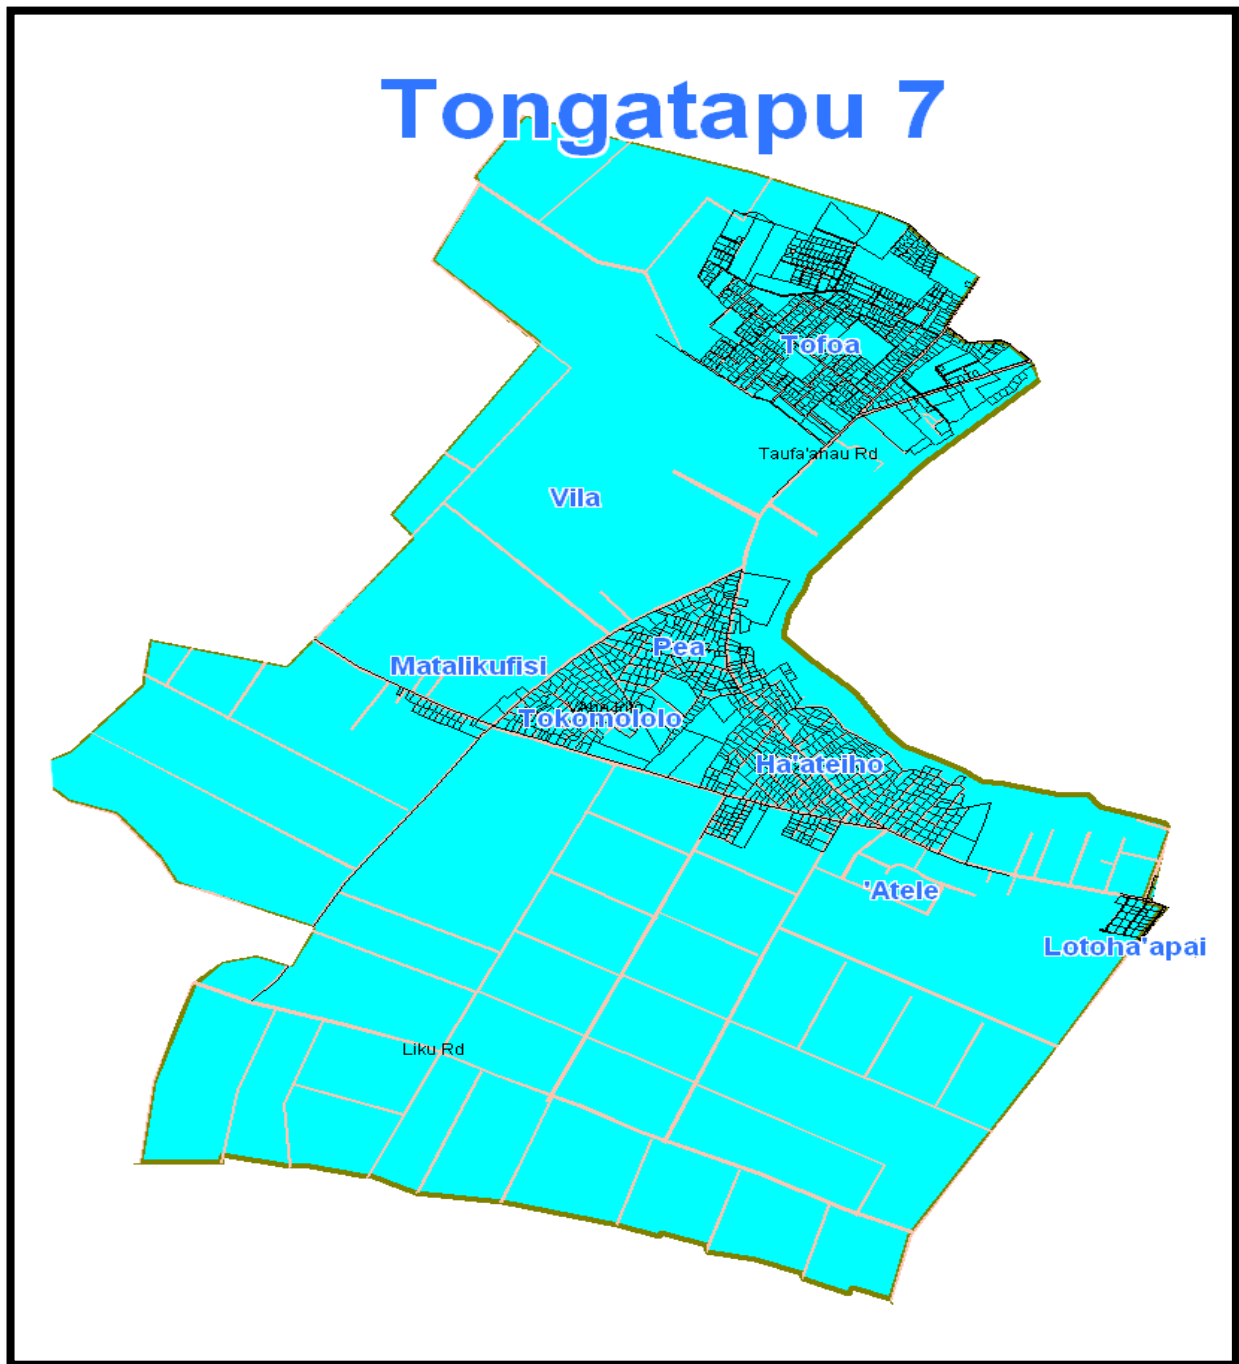 Tongatapu 7
Tofoa
Taufa'ahau Rd
Vila
Pea
Matalikufisi
Tokomololo
Ha'ateiho
'Atele
Lotoha'apai
Liku Rd